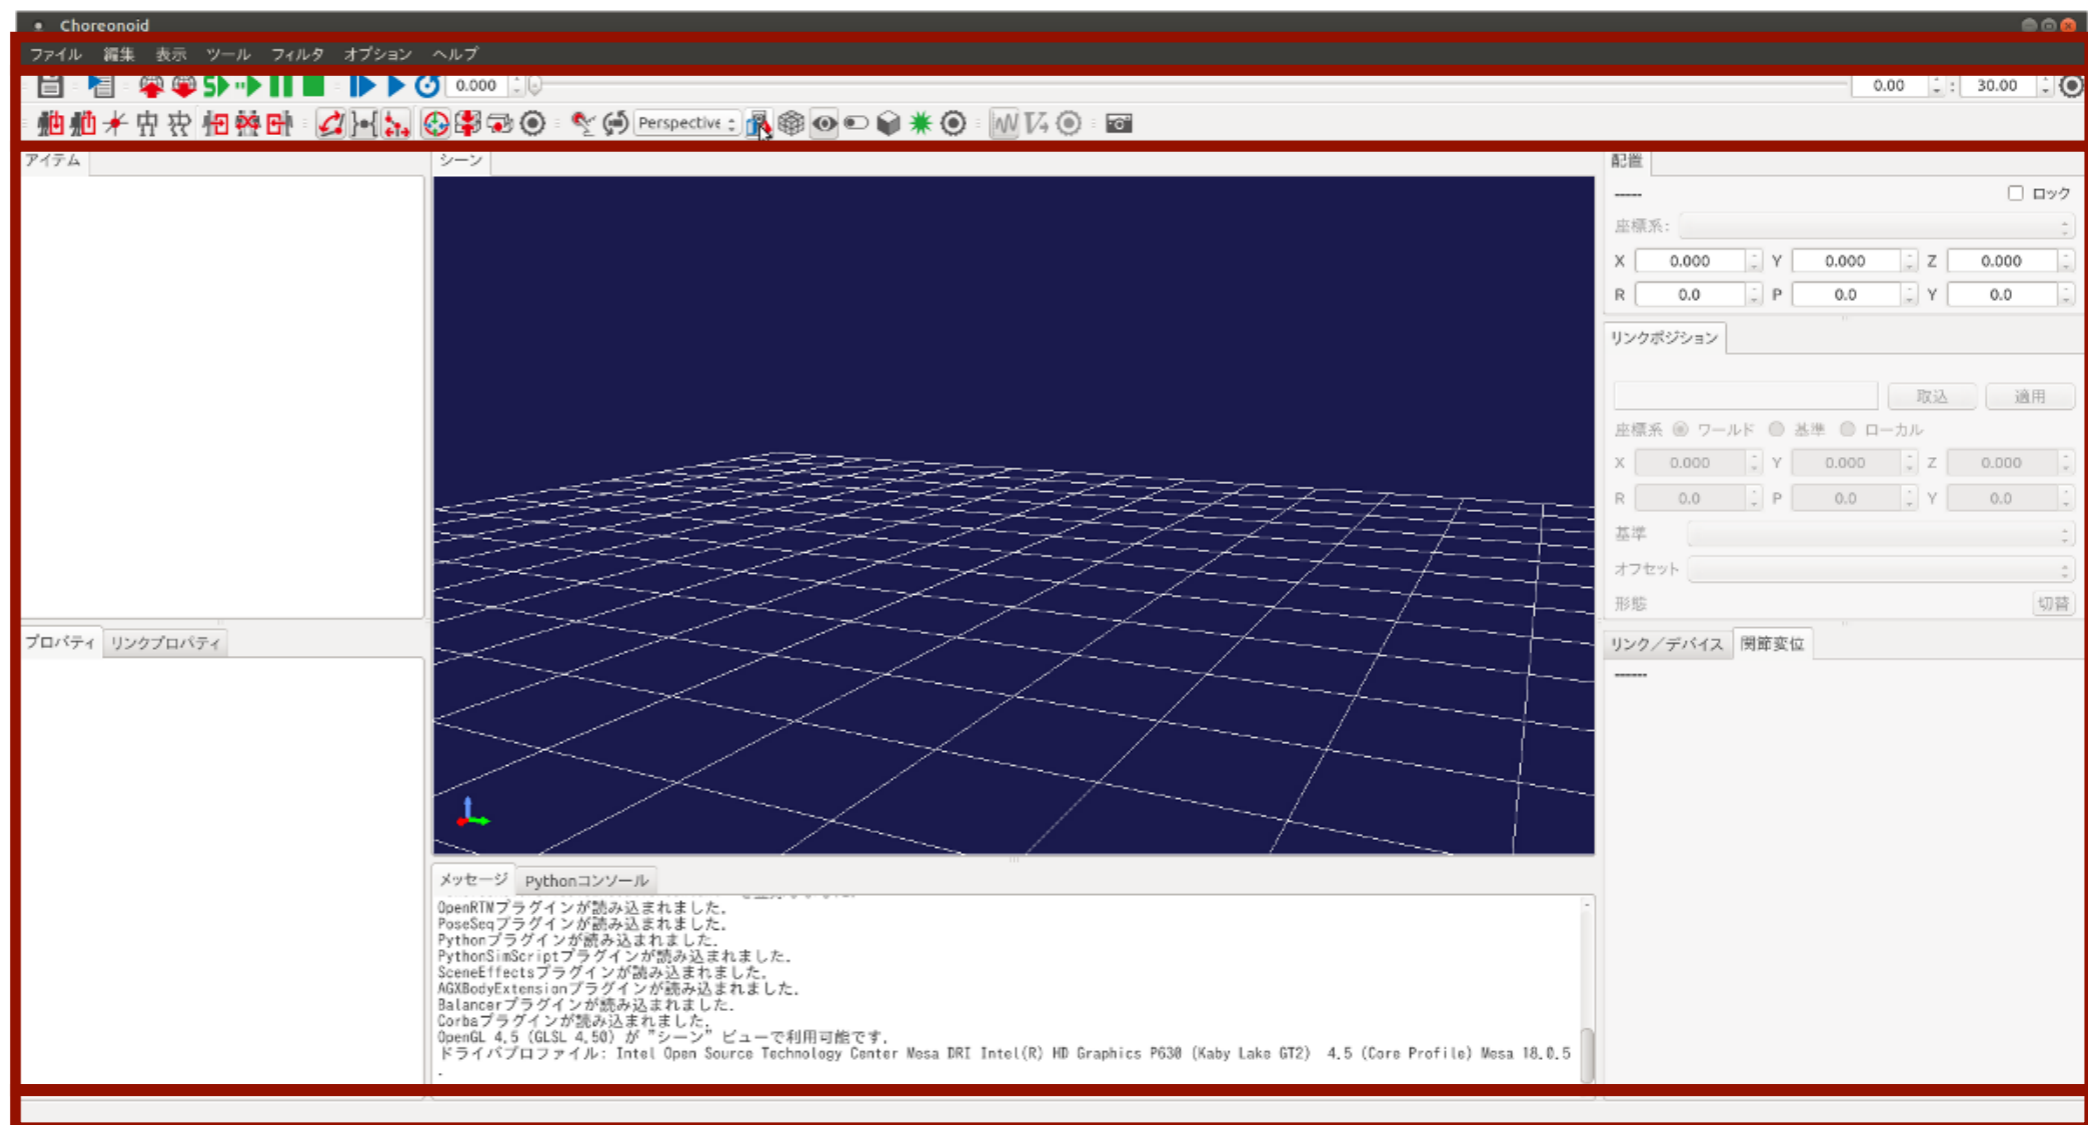 Choreonoid
ファイル 編集 表示 ツール フィルタ オプション ヘルプ
0.000 0.00 : 30.00
Perspective
アイテム
シーン
配置
-----
ロック
座標系:
X 0.000 Y 0.000 Z 0.000
R 0.0 P 0.0 Y 0.0
リンクポジション
取込 適用
座標系 ワールド 基準 ローカル
X 0.000 Y 0.000 Z 0.000
R 0.0 P 0.0 Y 0.0
基準
オフセット
形態 切替
プロパティ リンクプロパティ
リンク／デバイス 関節変位
------
メッセージ Pythonコンソール
OpenRTMプラグインが読み込まれました。
PoseSeqプラグインが読み込まれました。
Pythonプラグインが読み込まれました。
PythonSimScriptプラグインが読み込まれました。
SceneEffectsプラグインが読み込まれました。
AGXBodyExtensionプラグインが読み込まれました。
Balancerプラグインが読み込まれました。
Corbaプラグインが読み込まれました。
OpenGL 4.5 (GLSL 4.50) が "シーン" ビューで利用可能です。
ドライバプロファイル: Intel Open Source Technology Center Mesa DRI Intel(R) HD Graphics P630 (Kaby Lake GT2)  4.5 (Core Profile) Mesa 18.0.5
.